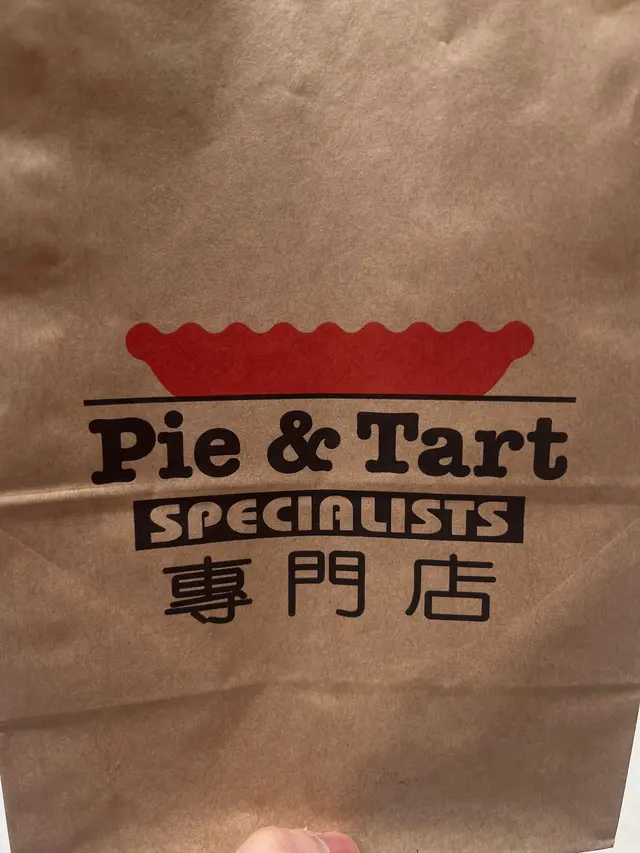 Pie & Tart
SPECIALISTS
專門店